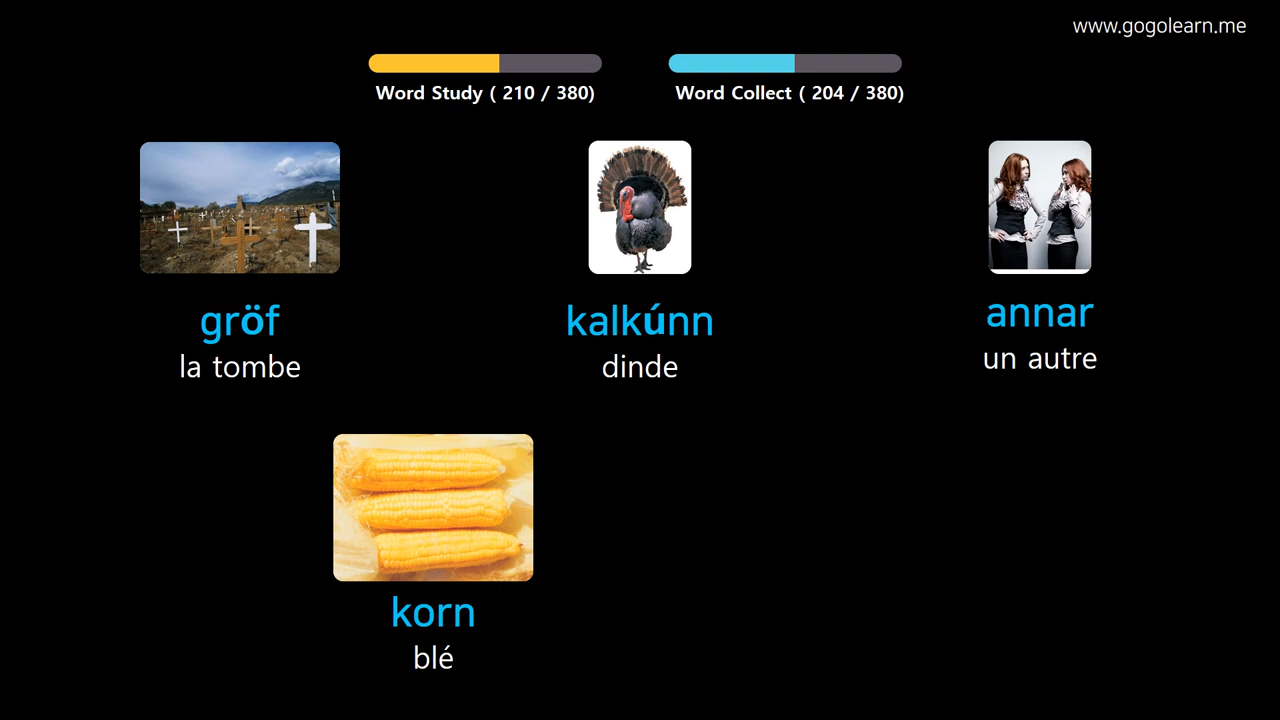 www.gogolearn.me
Word Study ( 210 / 380)
Word Collect ( 204 / 380)
gröf
la tombe
kalkúnn
dinde
annar
un autre
korn
blé